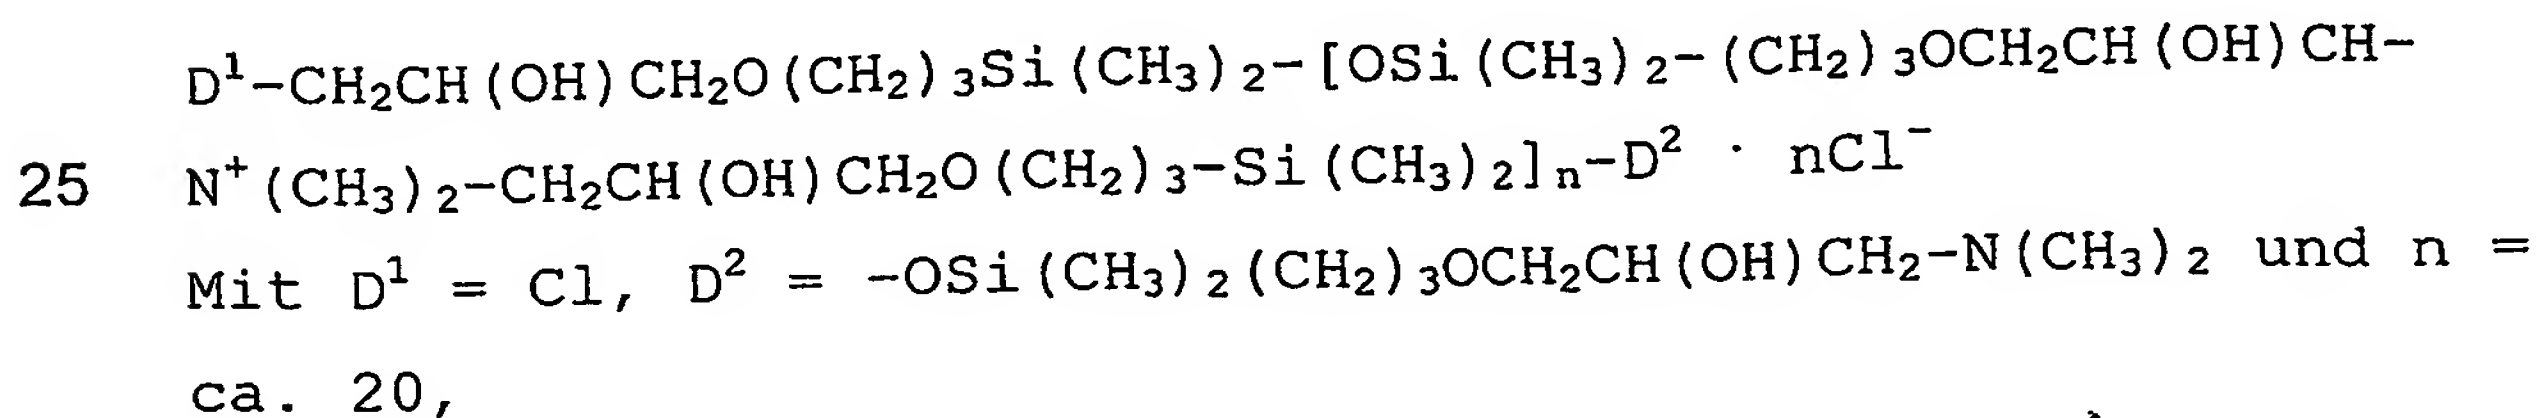 D¹-CH₂CH(OH)CH₂O(CH₂)₃Si(CH₃)₂-[OSi(CH₃)₂-(CH₂)₃OCH₂CH(OH)CH-
25 N⁺(CH₃)₂-CH₂CH(OH)CH₂O(CH₂)₃-Si(CH₃)₂]ₙ-D² · nCl⁻
Mit D¹ = Cl, D² = -OSi(CH₃)₂(CH₂)₃OCH₂CH(OH)CH₂-N(CH₃)₂ und n =
ca. 20,